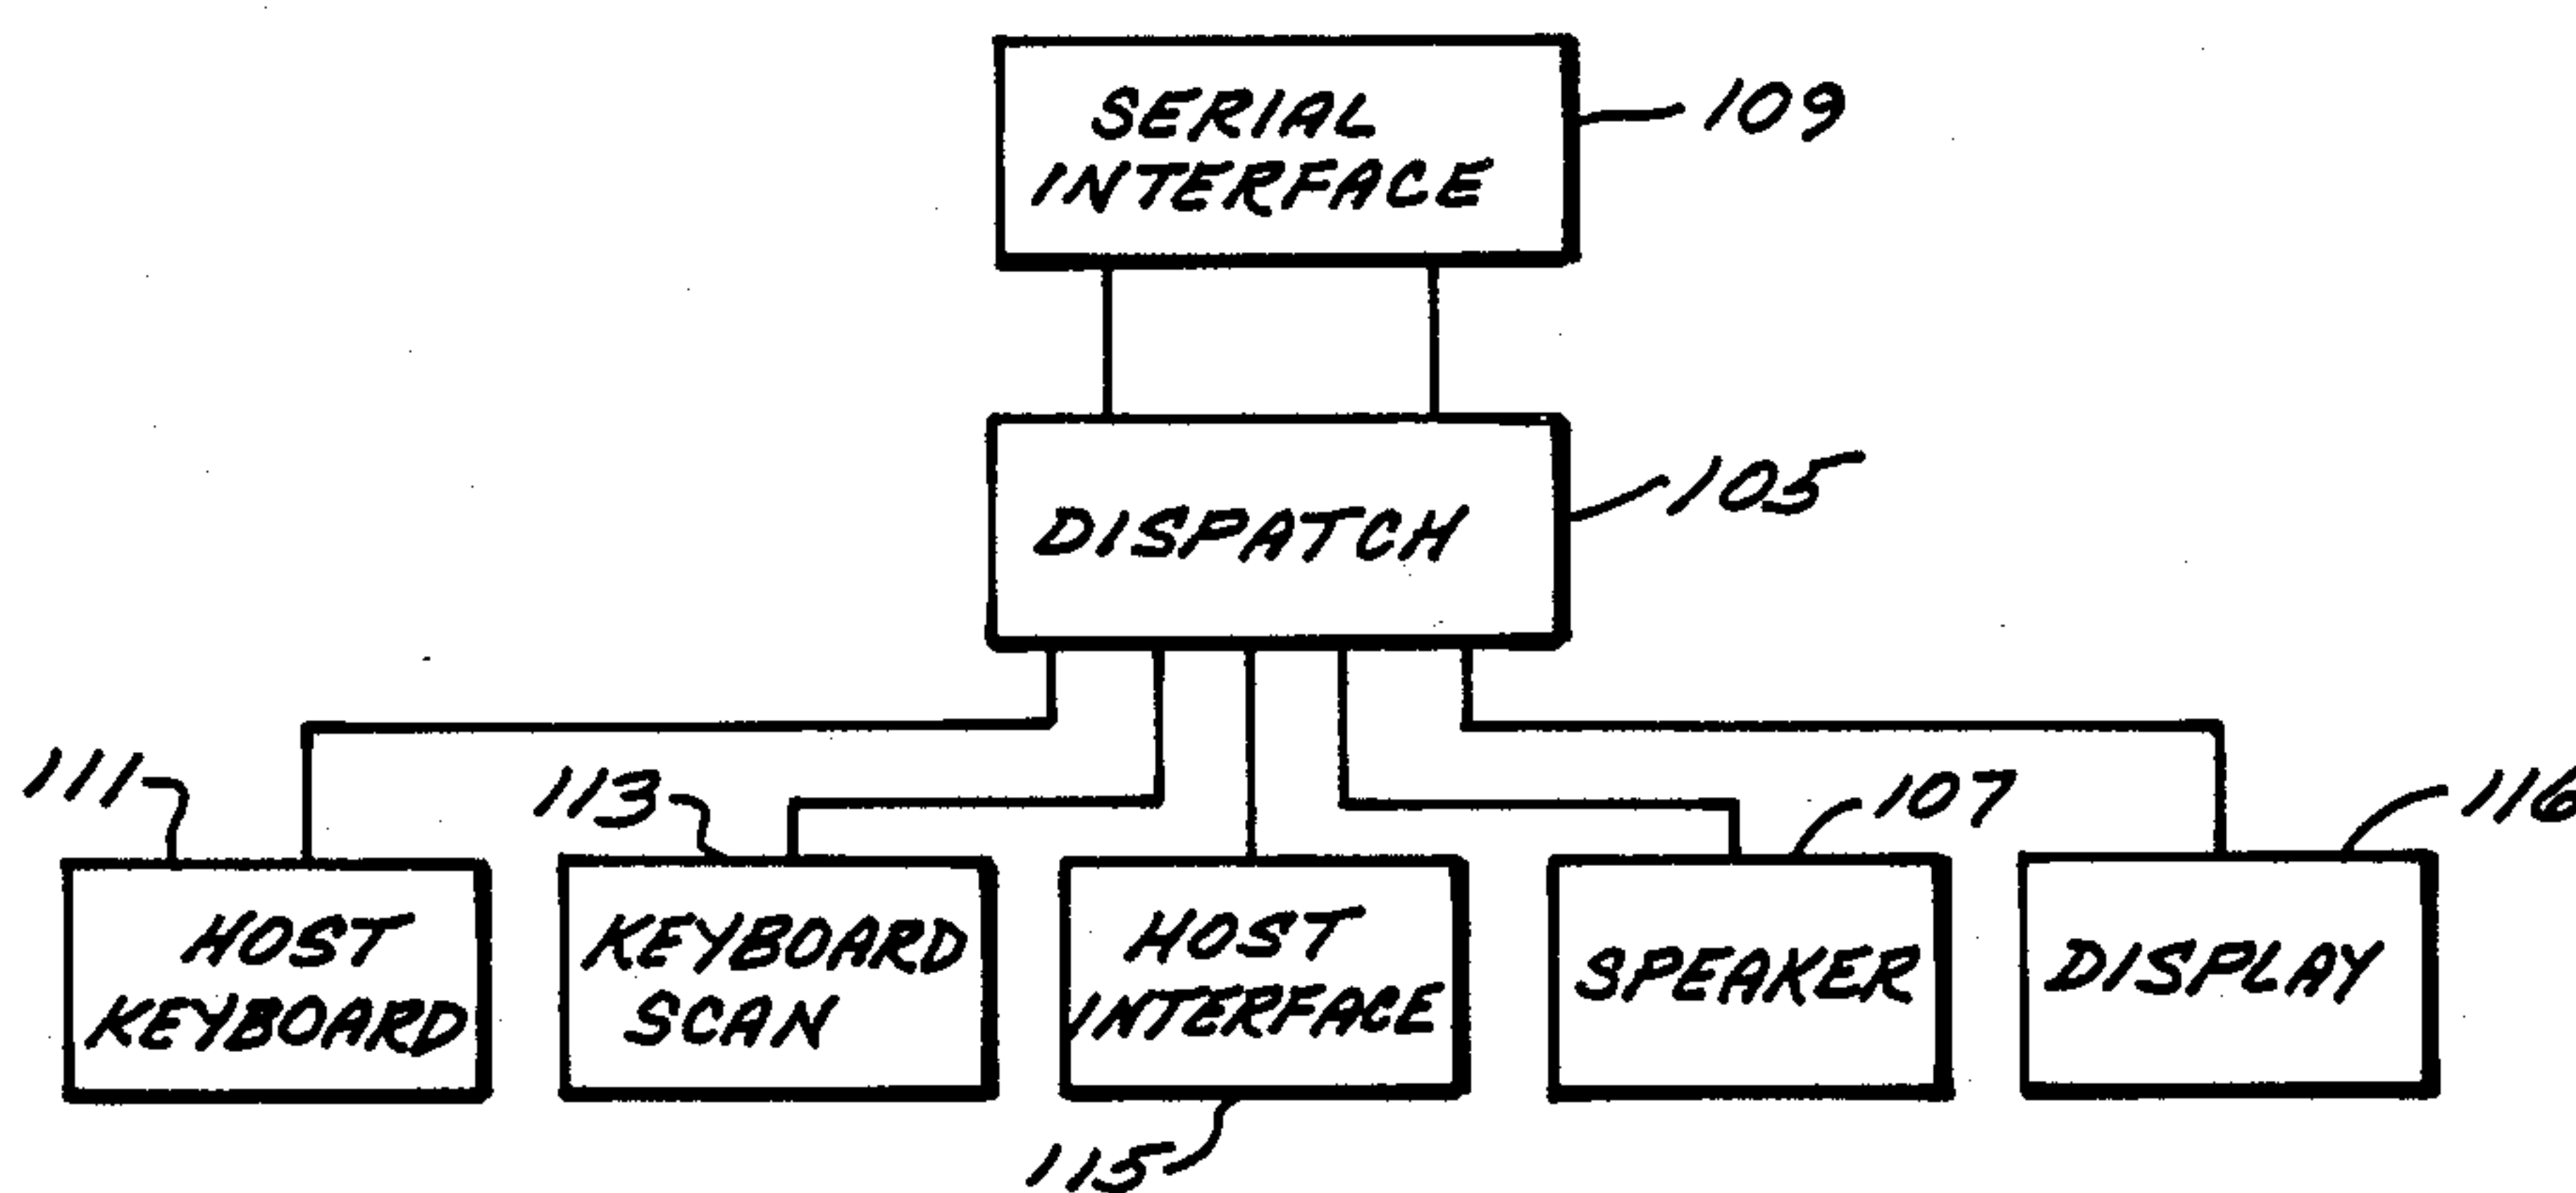 SERIAL
INTERFACE
109
DISPATCH
105
111
113
107
116
HOST
KEYBOARD
KEYBOARD
SCAN
HOST
INTERFACE
SPEAKER
DISPLAY
115